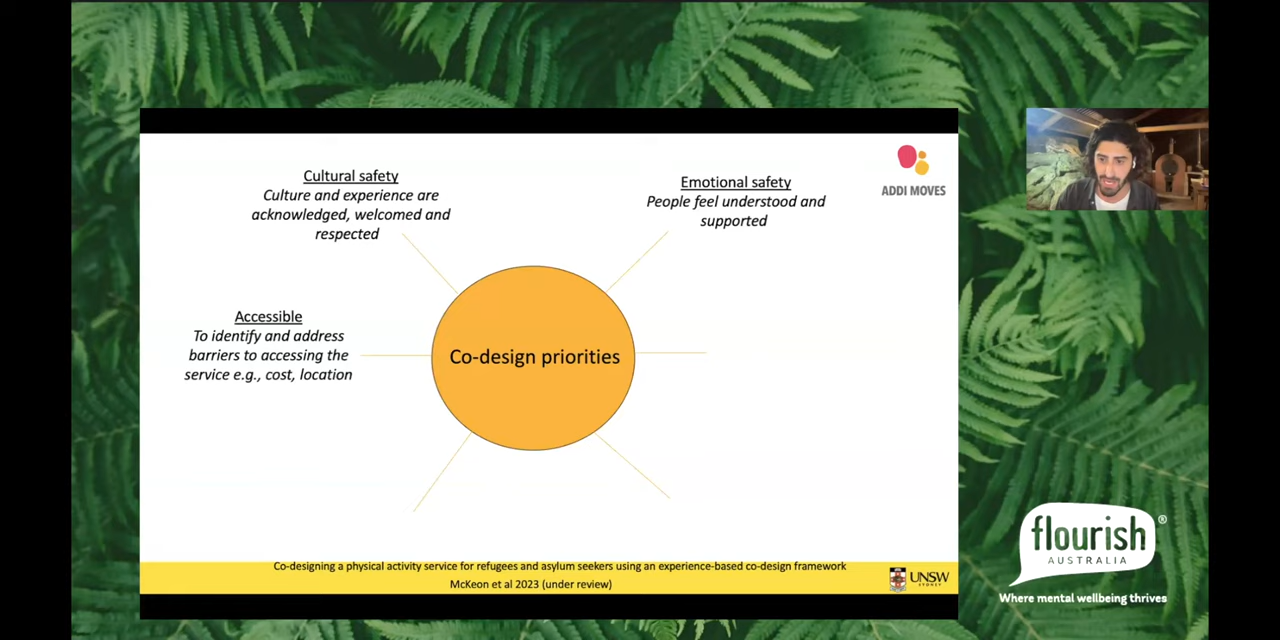 Cultural safety
Culture and experience are
acknowledged, welcomed and
respected
Emotional safety
People feel understood and
supported
ADDI MOVES
Accessible
To identify and address
barriers to accessing the
service e.g., cost, location
Co-design priorities
Co-designing a physical activity service for refugees and asylum seekers using an experience-based co-design framework
McKeon et al 2023 (under review)
UNSW
SYDNEY
flourish®
AUSTRALIA
Where mental wellbeing thrives